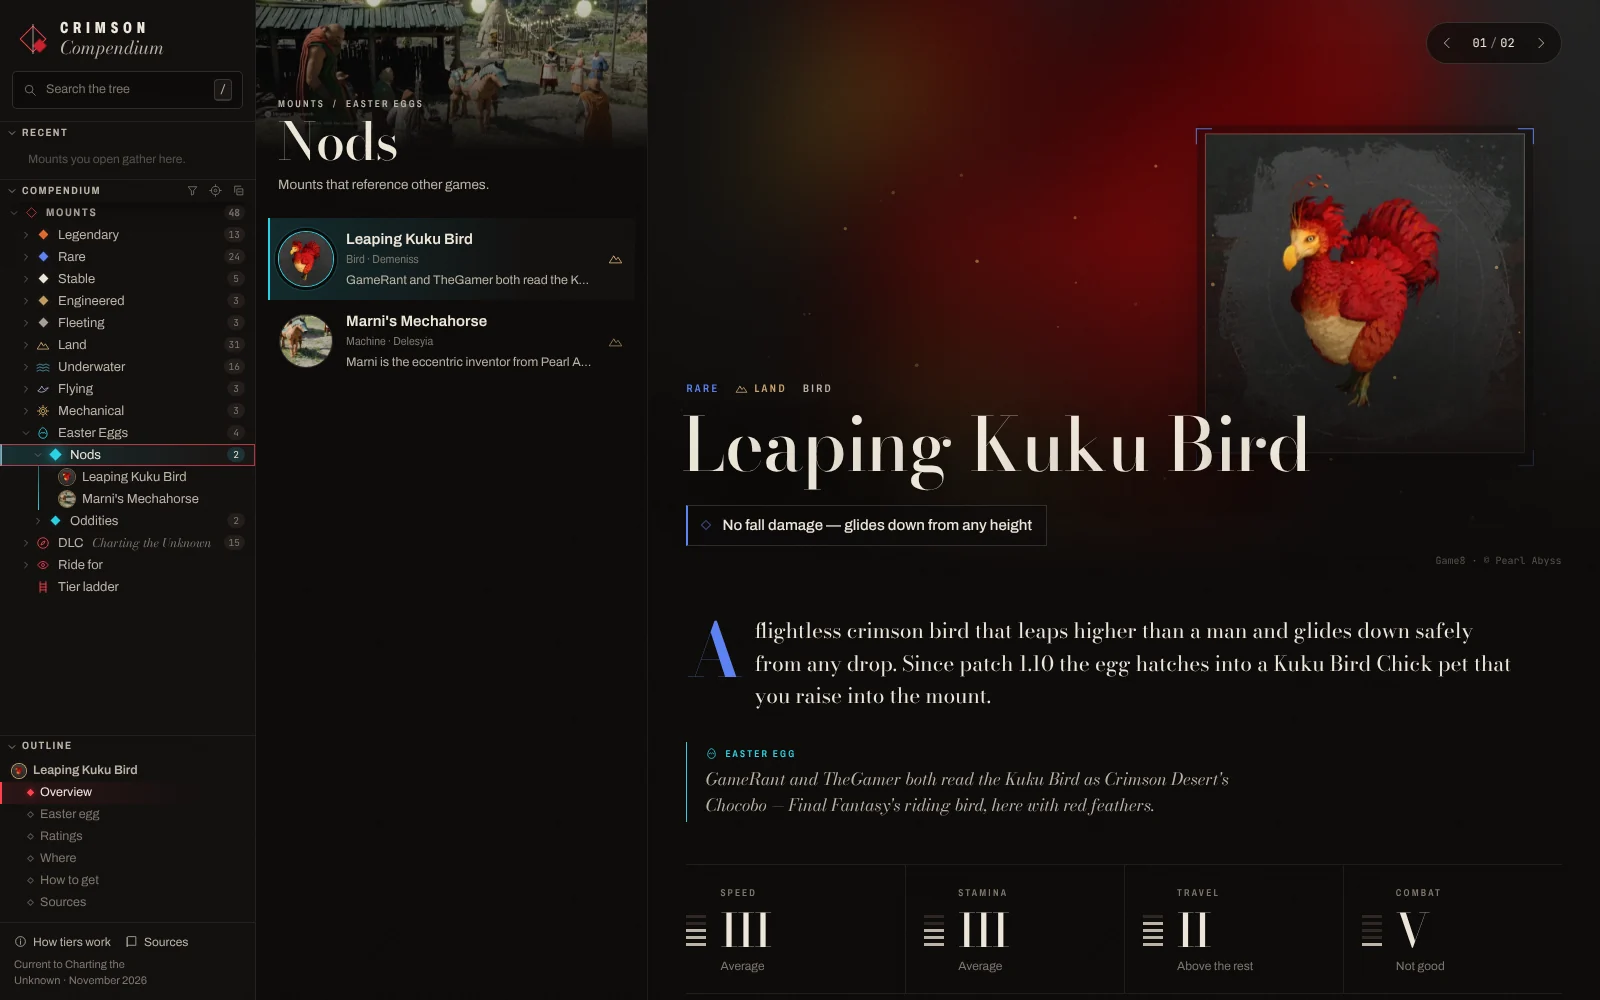 CRIMSON
Compendium
Search the tree
/
RECENT
Mounts you open gather here.
COMPENDIUM
MOUNTS 48
Legendary 13
Rare 24
Stable 5
Engineered 3
Fleeting 3
Land 31
Underwater 16
Flying 3
Mechanical 3
Easter Eggs 4
Nods 2
Leaping Kuku Bird
Marni's Mechahorse
Oddities 2
DLC Charting the Unknown 15
Ride for
Tier ladder
OUTLINE
Leaping Kuku Bird
Overview
Easter egg
Ratings
Where
How to get
Sources
How tiers work Sources
Current to Charting the
Unknown · November 2026
MOUNTS / EASTER EGGS
Nods
Mounts that reference other games.
Leaping Kuku Bird
Bird · Demeniss
GameRant and TheGamer both read the K...
Marni's Mechahorse
Machine · Delesyia
Marni is the eccentric inventor from Pearl A...
01 / 02
RARE LAND BIRD
Leaping Kuku Bird
No fall damage — glides down from any height
Game8 · © Pearl Abyss
A flightless crimson bird that leaps higher than a man and glides down safely
from any drop. Since patch 1.10 the egg hatches into a Kuku Bird Chick pet that
you raise into the mount.
EASTER EGG
GameRant and TheGamer both read the Kuku Bird as Crimson Desert's
Chocobo — Final Fantasy's riding bird, here with red feathers.
SPEED
III
Average
STAMINA
III
Average
TRAVEL
II
Above the rest
COMBAT
V
Not good